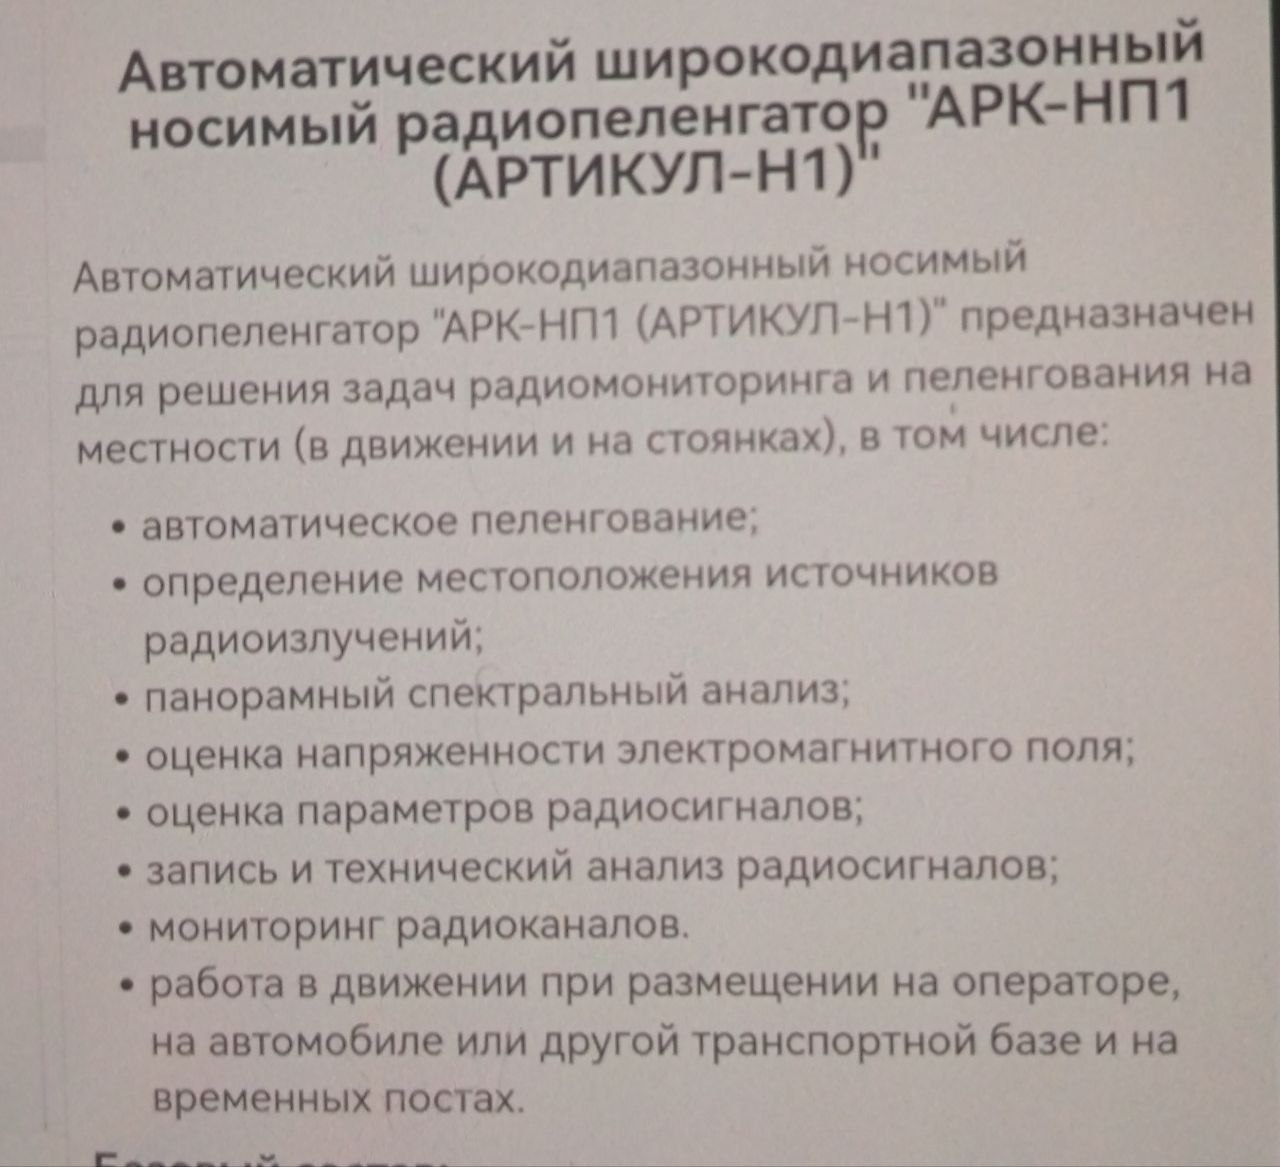 Автоматический широкодиапазонный
носимый радиопеленгатор "АРК-НП1
(АРТИКУЛ-Н1)"
Автоматический широкодиапазонный носимый
радиопеленгатор "АРК-НП1 (АРТИКУЛ-Н1)" предназначен
для решения задач радиомониторинга и пеленгования на
местности (в движении и на стоянках), в том числе:
• автоматическое пеленгование;
• определение местоположения источников
радиоизлучений;
• панорамный спектральный анализ;
• оценка напряженности электромагнитного поля;
• оценка параметров радиосигналов;
• запись и технический анализ радиосигналов;
• мониторинг радиоканалов.
• работа в движении при размещении на операторе,
на автомобиле или другой транспортной базе и на
временных постах.
Базовый состав: